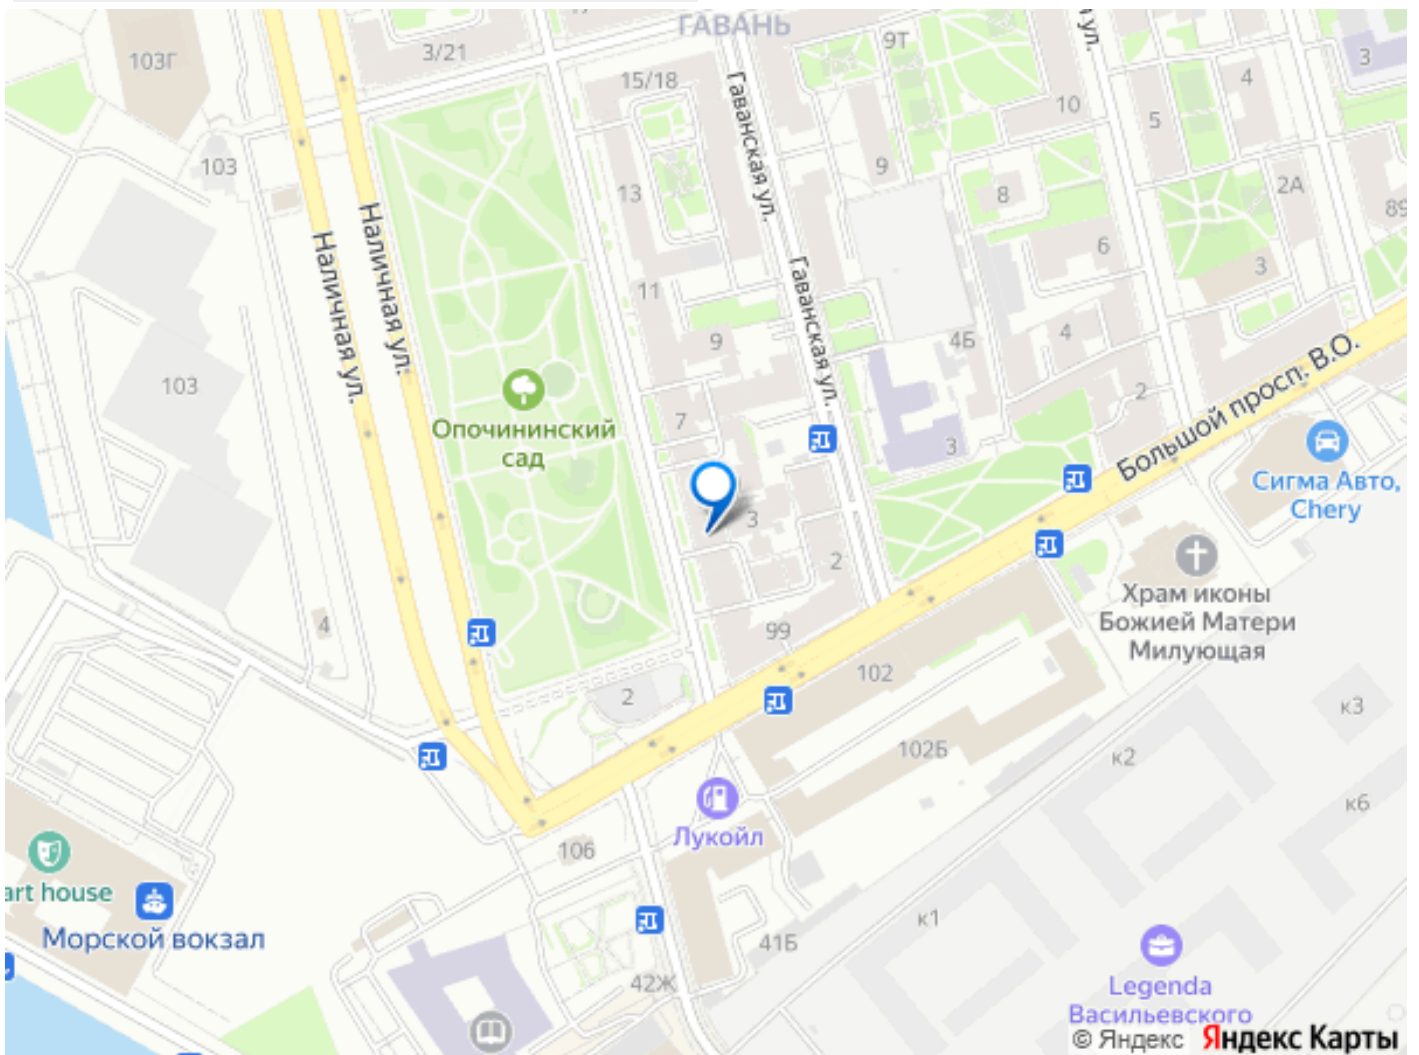 ГАВАНЬ
3/21
103Г
15/18
9Т
ул.
3
4
10
5
Гаванская ул.
103
13
9
8
2А
89
6
3
Наличная ул.
Наличная ул.
11
Гаванская ул.
9
4Б
4
103
2
Большой просп. В.О.
7
Опочининский
сад
3
Сигма Авто,
Chery
3
2
Храм иконы
Божией Матери
Милующая
4
99
102
2
102Б
к3
к2
к6
Лукойл
106
art house
Морской вокзал
к1
41Б
42Ж
Legenda
Васильевского
© Яндекс Яндекс Карты